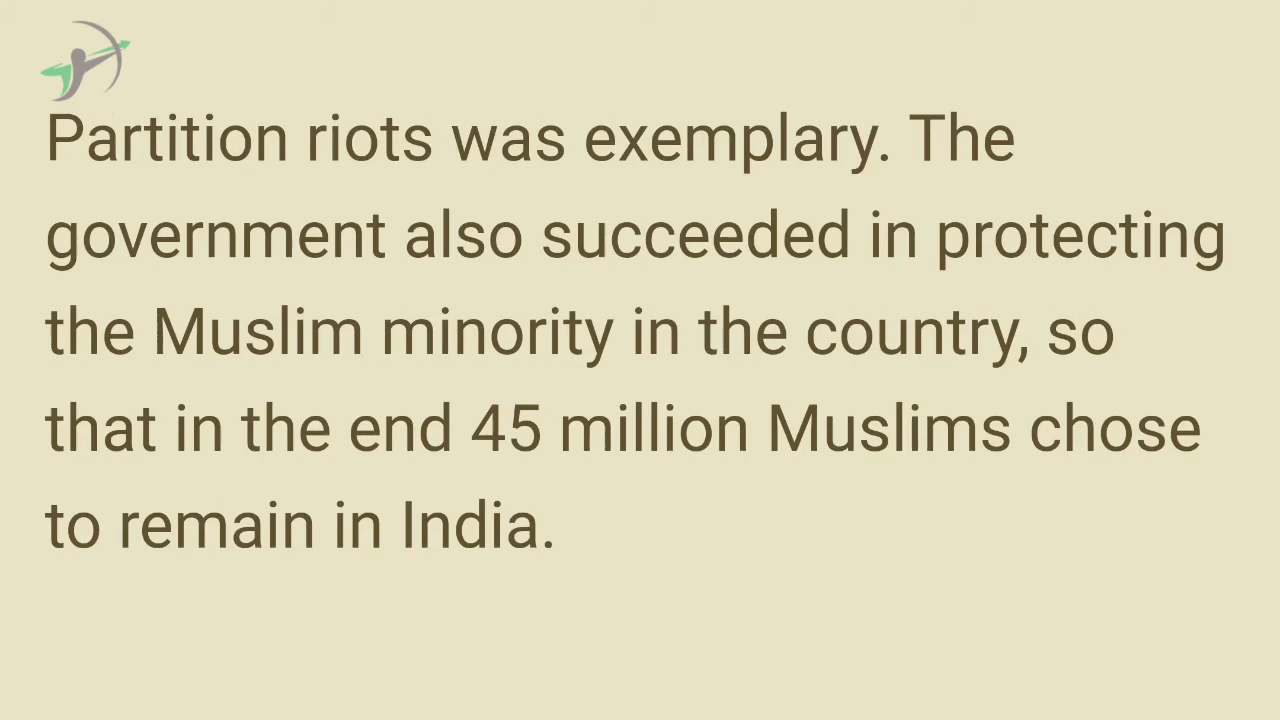 Partition riots was exemplary. The
government also succeeded in protecting
the Muslim minority in the country, so
that in the end 45 million Muslims chose
to remain in India.